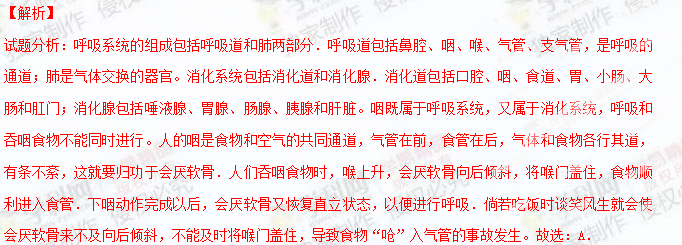 【解析】
试题分析：呼吸系统的组成包括呼吸道和肺两部分．呼吸道包括鼻腔、咽、喉、气管、支气管，是呼吸的
通道；肺是气体交换的器官。消化系统包括消化道和消化腺．消化道包括口腔、咽、食道、胃、小肠、大
肠和肛门；消化腺包括唾液腺、胃腺、肠腺、胰腺和肝脏。咽既属于呼吸系统，又属于消化系统，呼吸和
吞咽食物不能同时进行。人的咽是食物和空气的共同通道，气管在前，食管在后，气体和食物各行其道，
有条不紊，这就要归功于会厌软骨．人们吞咽食物时，喉上升，会厌软骨向后倾斜，将喉门盖住，食物顺
利进入食管．下咽动作完成以后，会厌软骨又恢复直立状态，以便进行呼吸．倘若吃饭时谈笑风生就会使
会厌软骨来不及向后倾斜，不能及时将喉门盖住，导致食物“呛”入气管的事故发生。故选：A．